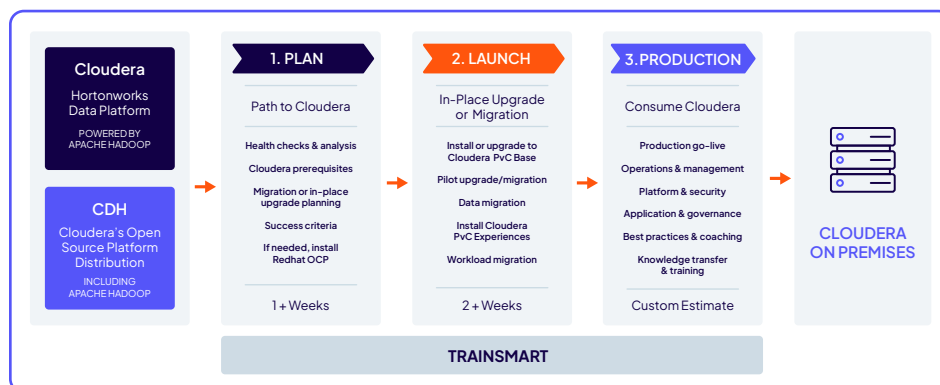 Cloudera
Hortonworks
Data Platform
POWERED BY
APACHE HADOOP
CDH
Cloudera's Open
Source Platform
Distribution
INCLUDING
APACHE HADOOP
1. PLAN
Path to Cloudera
Health checks & analysis
Cloudera prerequisites
Migration or in-place
upgrade planning
Success criteria
If needed, install
Redhat OCP
1 + Weeks
2. LAUNCH
In-Place Upgrade
or Migration
Install or upgrade to
Cloudera PvC Base
Pilot upgrade/migration
Data migration
Install Cloudera
PvC Experiences
Workload migration
2 + Weeks
3.PRODUCTION
Consume Cloudera
Production go-live
Operations & management
Platform & security
Application & governance
Best practices & coaching
Knowledge transfer
& training
Custom Estimate
CLOUDERA
ON PREMISES
TRAINSMART